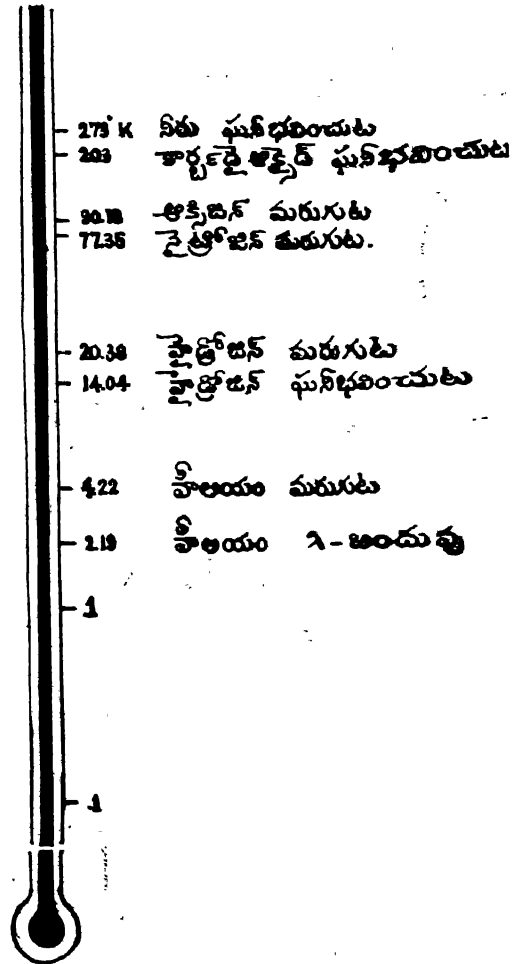 273° K నీరు ఘనీభవించుట
203 కార్బన్ డై ఆక్సైడ్ ఘనీభవించుట
90.18 ఆక్సిజన్ మరుగుట
77.35 నైట్రోజన్ మరుగుట.
20.38 హైడ్రోజన్ మరుగుట
14.04 హైడ్రోజన్ ఘనీభవించుట
4.22 హీలియం మరుగుట
2.19 హీలియం λ - బిందువు
1
.1